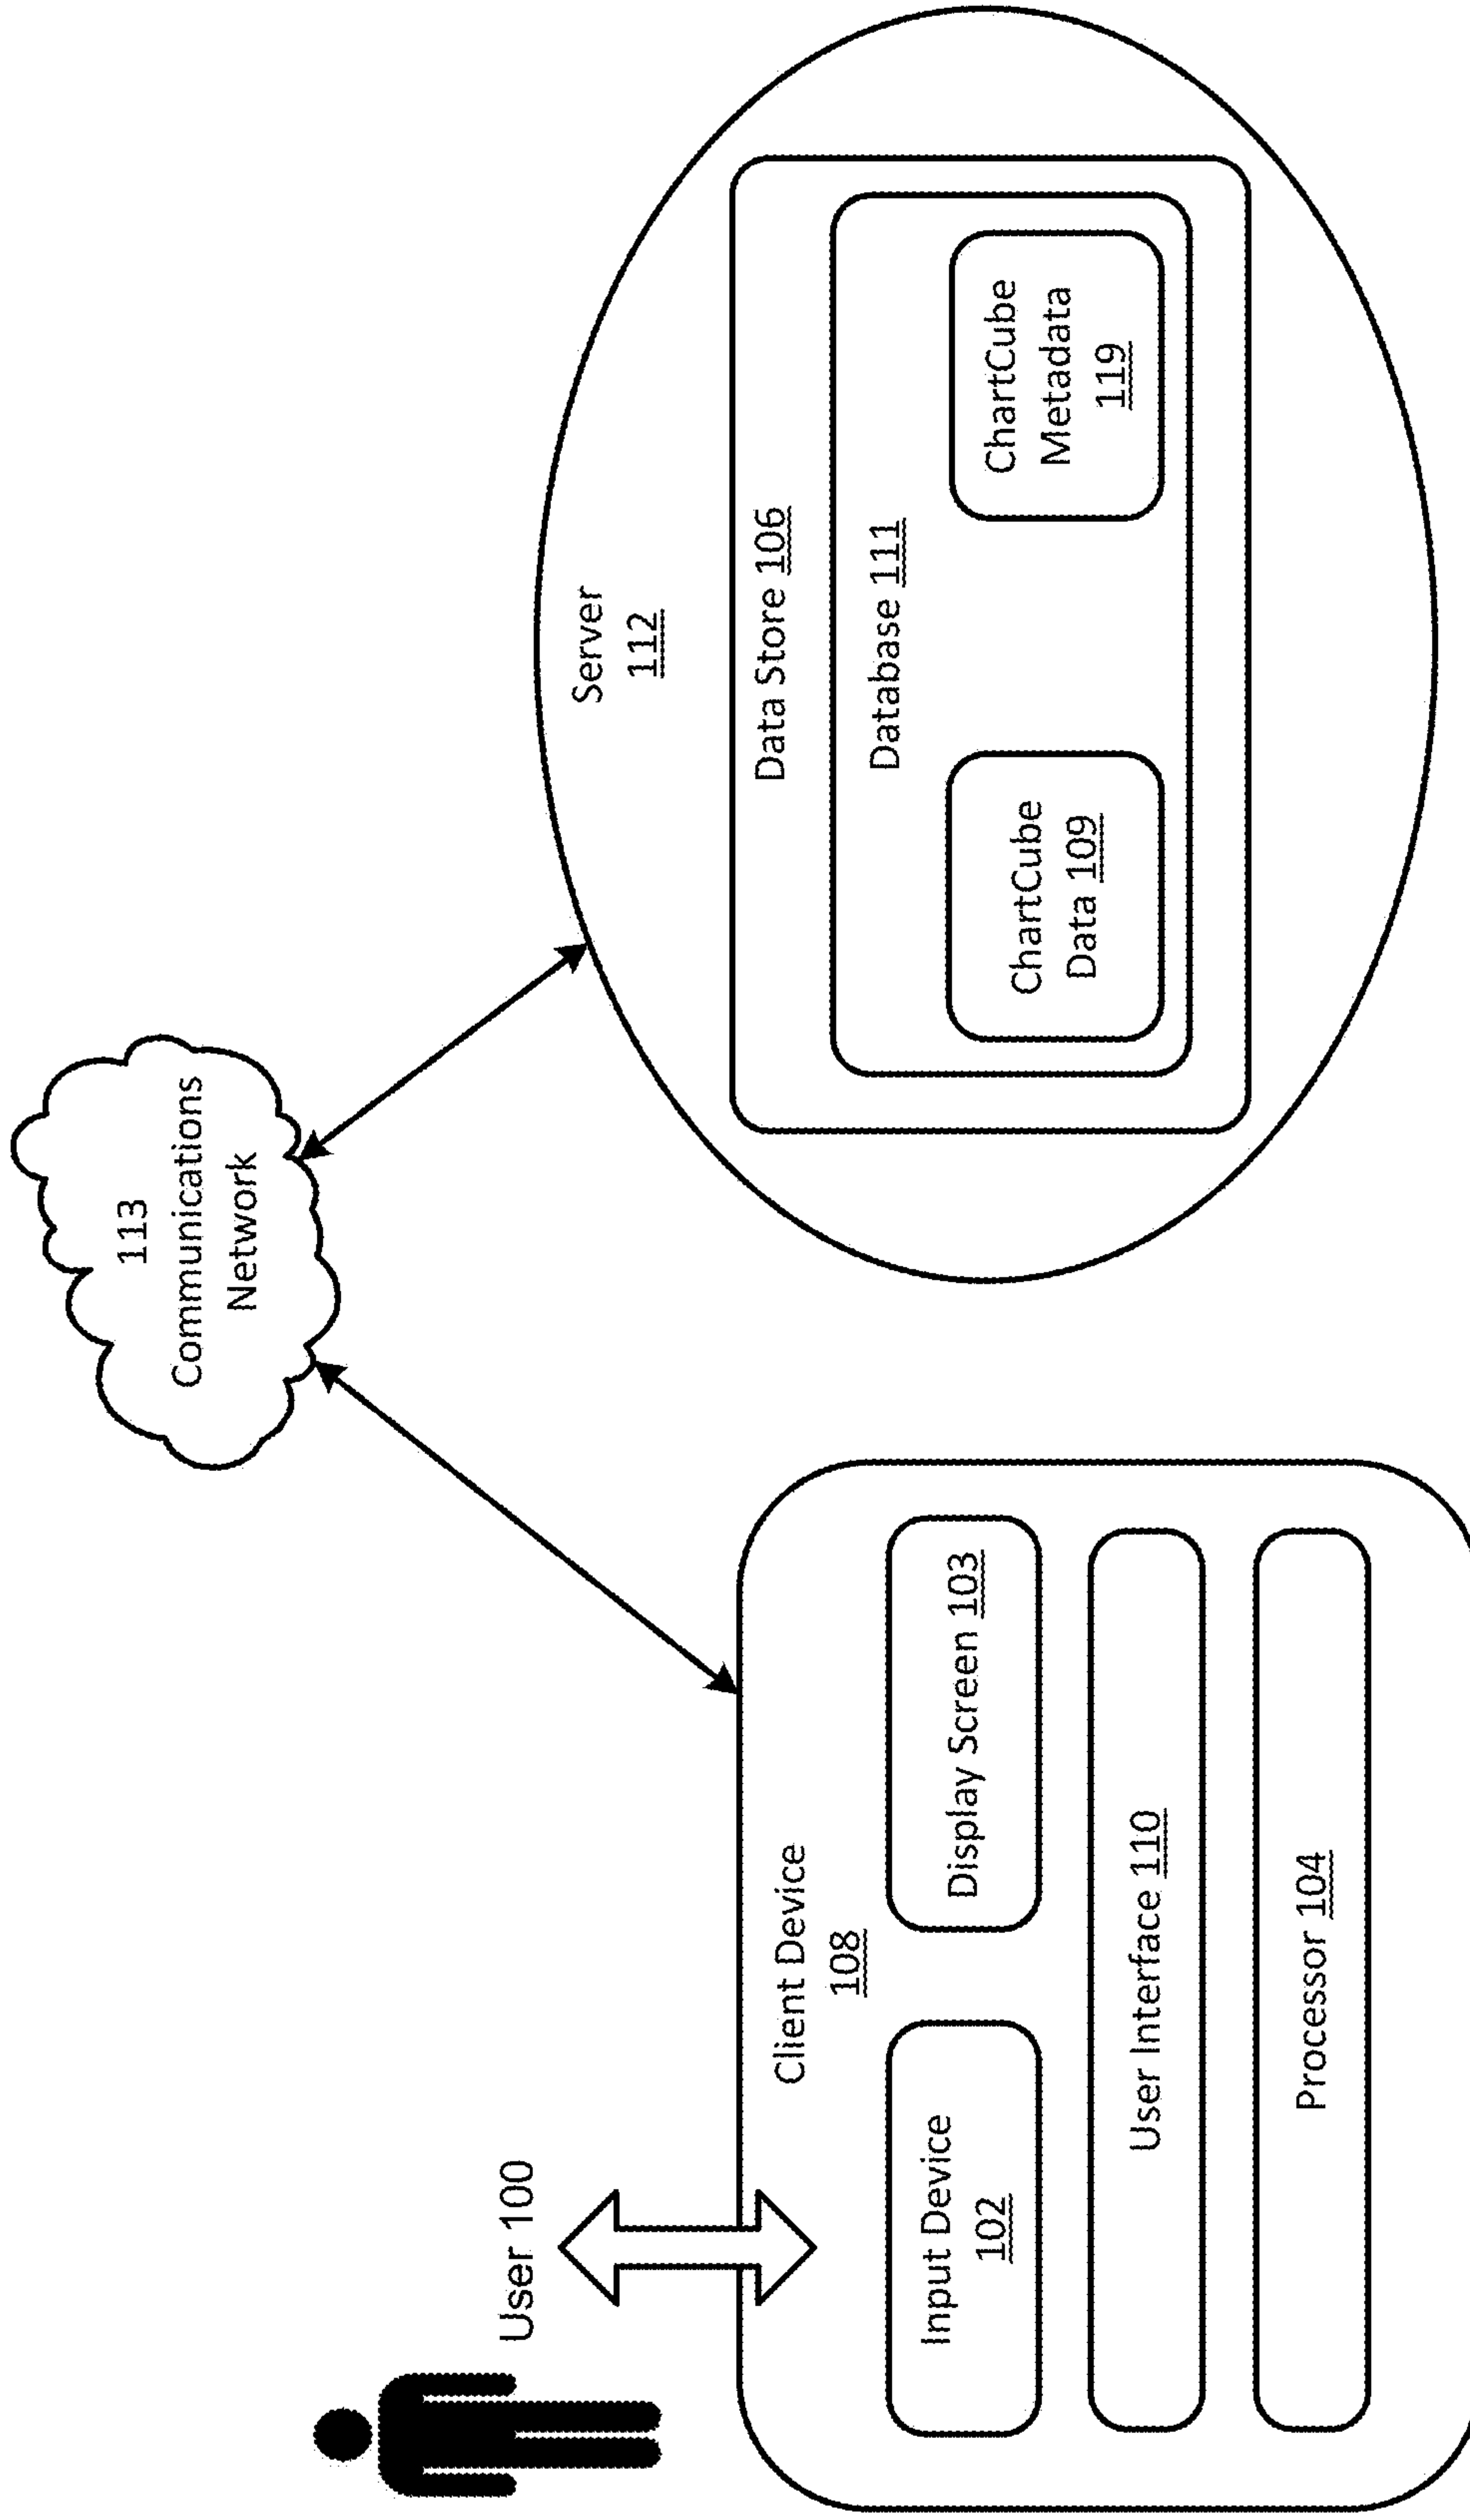 113
Communications
Network
User 100
Client Device
108
Input Device
102
Display Screen 103
User Interface 110
Processor 104
Server
112
Data Store 106
Database 111
ChartCube
Data 109
ChartCube
Metadata
119